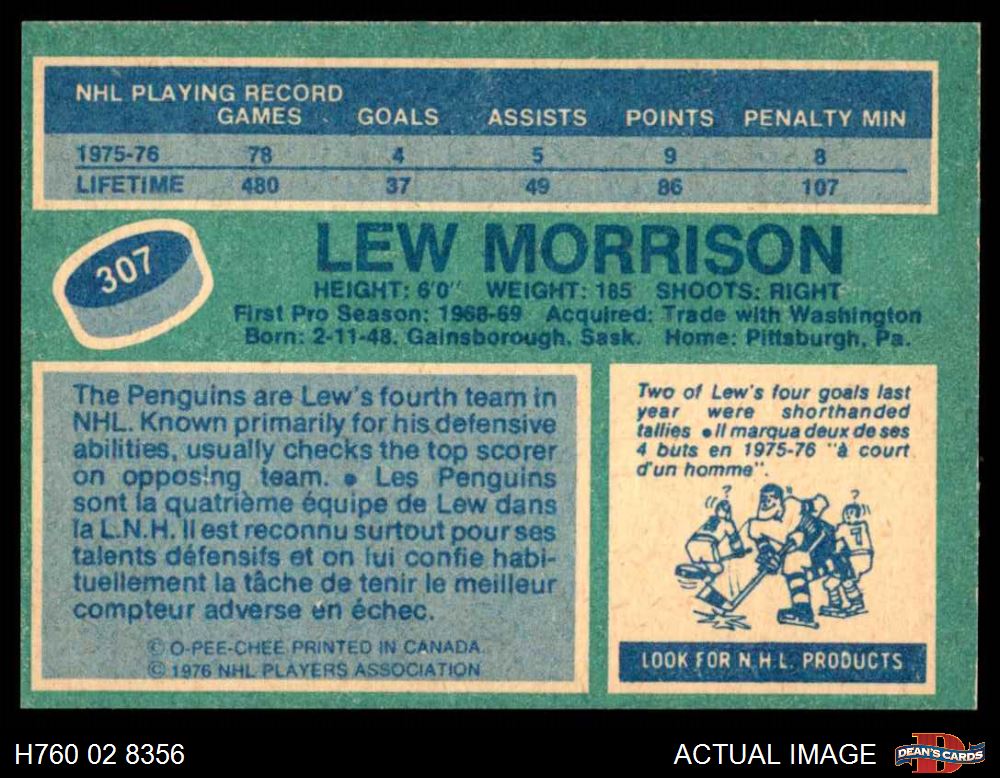 NHL PLAYING RECORD
GAMES GOALS ASSISTS POINTS PENALTY MIN
1975-76 78 4 5 9 8
LIFETIME 480 37 49 86 107
307
LEW MORRISON
HEIGHT: 6'0" WEIGHT: 185 SHOOTS: RIGHT
First Pro Season: 1968-69 Acquired: Trade with Washington
Born: 2-11-48, Gainsborough, Sask. Home: Pittsburgh, Pa.
The Penguins are Lew's fourth team in
NHL. Known primarily for his defensive
abilities, usually checks the top scorer
on opposing team. • Les Penguins
sont la quatrième équipe de Lew dans
la L.N.H. Il est reconnu surtout pour ses
talents défensifs et on lui confie habi-
tuellement la tâche de tenir le meilleur
compteur adverse en échec.
© O-PEE-CHEE PRINTED IN CANADA
© 1976 NHL PLAYERS ASSOCIATION
Two of Lew's four goals last
year were shorthanded
tallies • Il marqua deux de ses
4 buts en 1975-76 "à court
d'un homme".
? ?
7
LOOK FOR N.H.L. PRODUCTS
H760 02 8356
ACTUAL IMAGE
D
DEAN'S CARDS